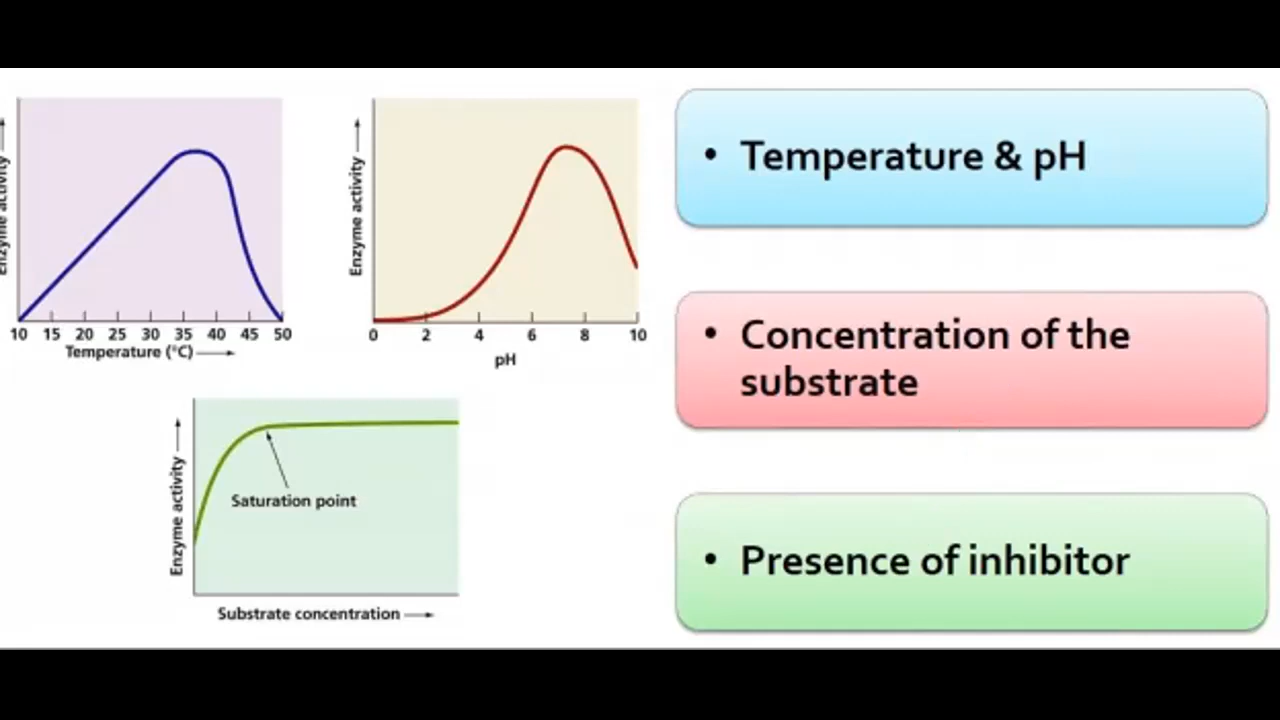 Enzyme activity
10 15 20 25 30 35 40 45 50
Temperature (°C)
Enzyme activity
0 2 4 6 8 10
pH
Enzyme activity
Saturation point
Substrate concentration
• Temperature & pH
• Concentration of the
substrate
• Presence of inhibitor